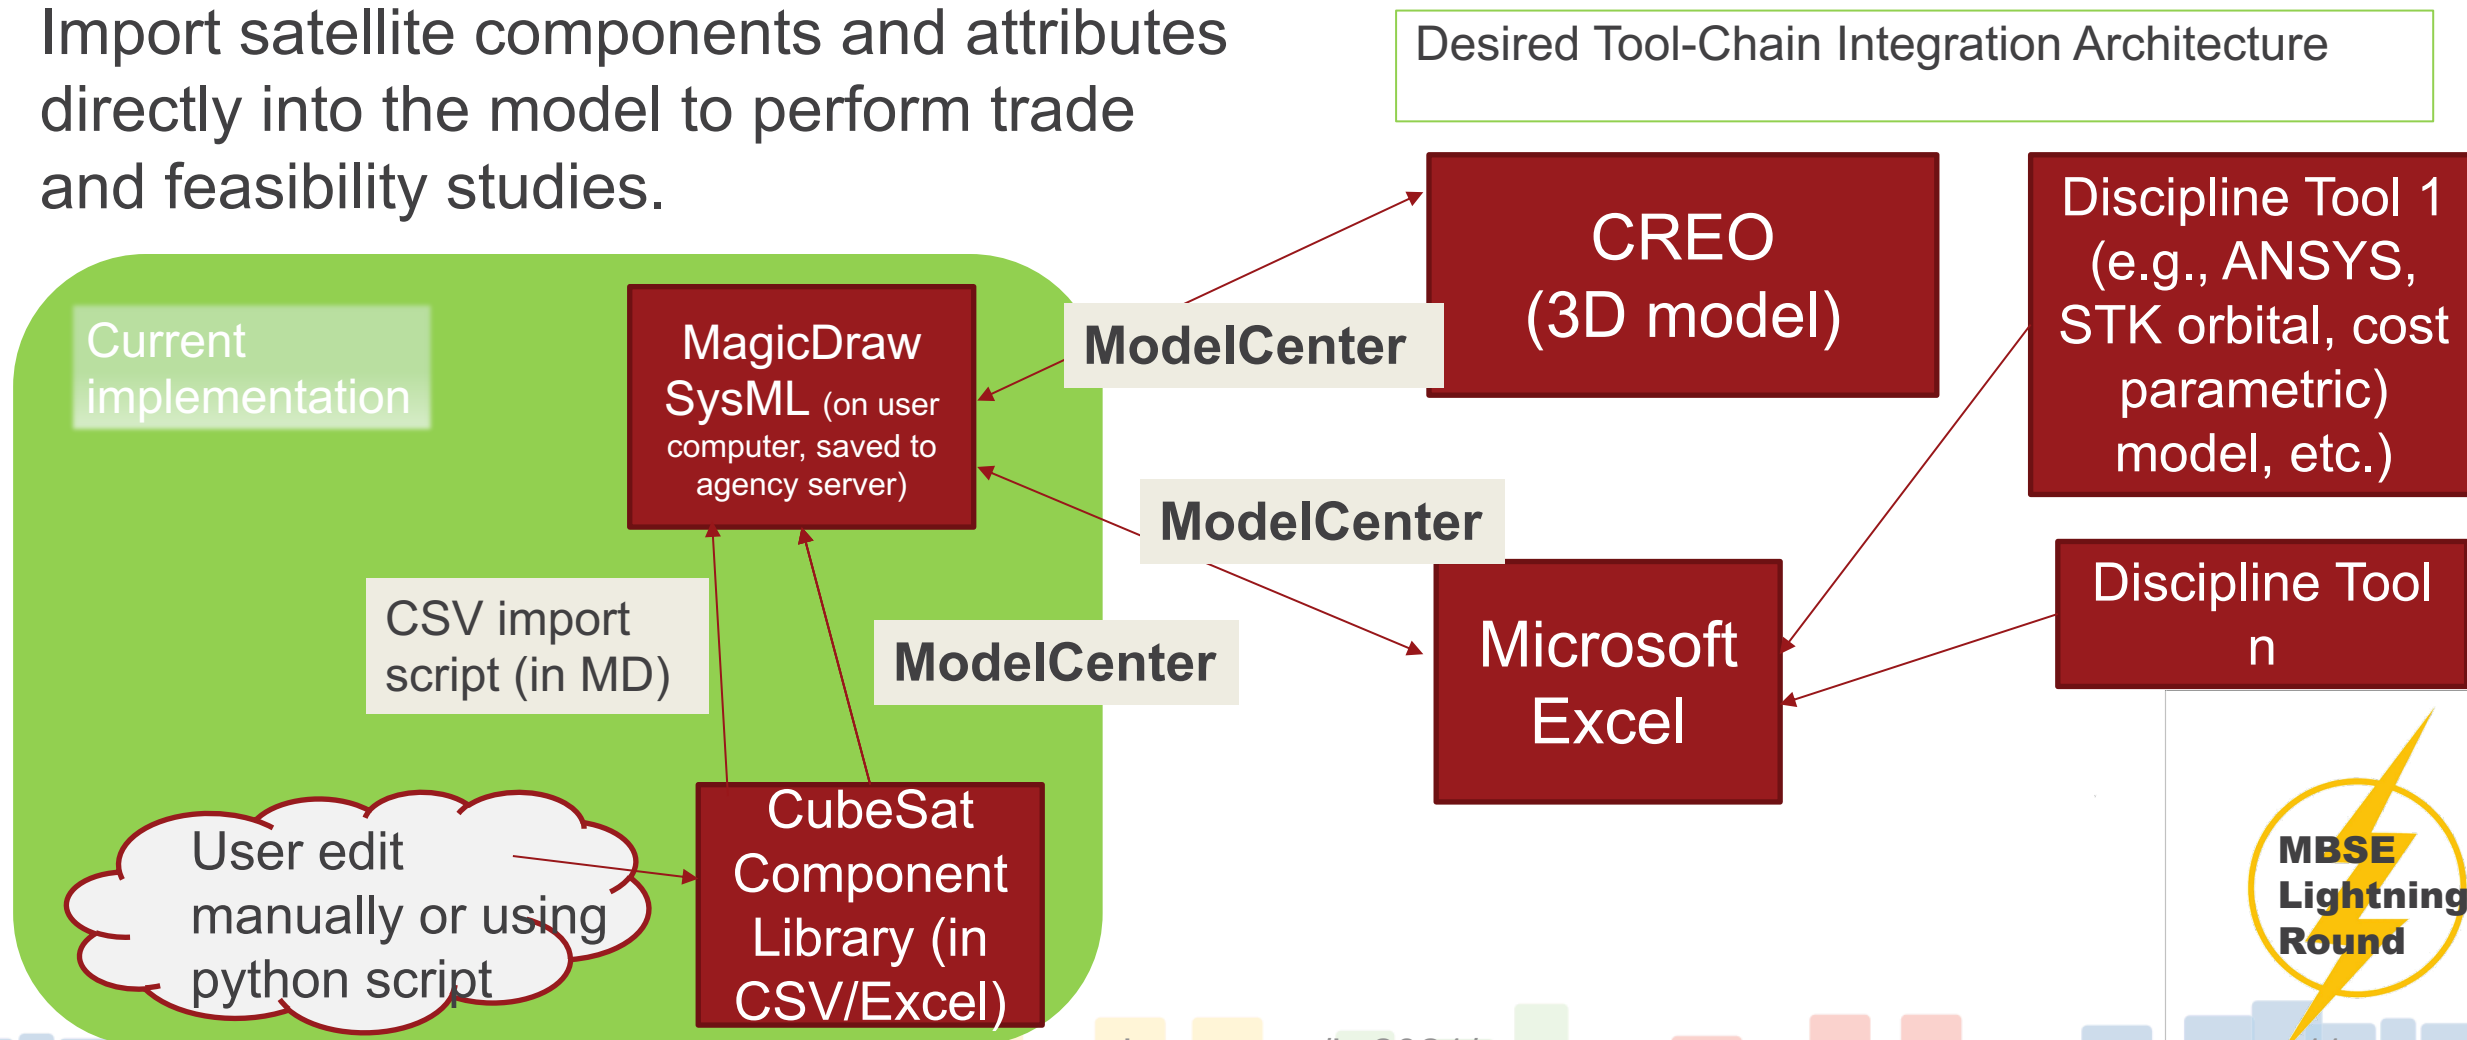 Import satellite components and attributes
directly into the model to perform trade
and feasibility studies.
Desired Tool-Chain Integration Architecture
Current
implementation
MagicDraw
SysML (on user
computer, saved to
agency server)
ModelCenter
CREO
(3D model)
Discipline Tool 1
(e.g., ANSYS,
STK orbital, cost
parametric)
model, etc.)
ModelCenter
CSV import
script (in MD)
ModelCenter
Microsoft
Excel
Discipline Tool
n
User edit
manually or using
python script
CubeSat
Component
Library (in
CSV/Excel)
MBSE
Lightning
Round